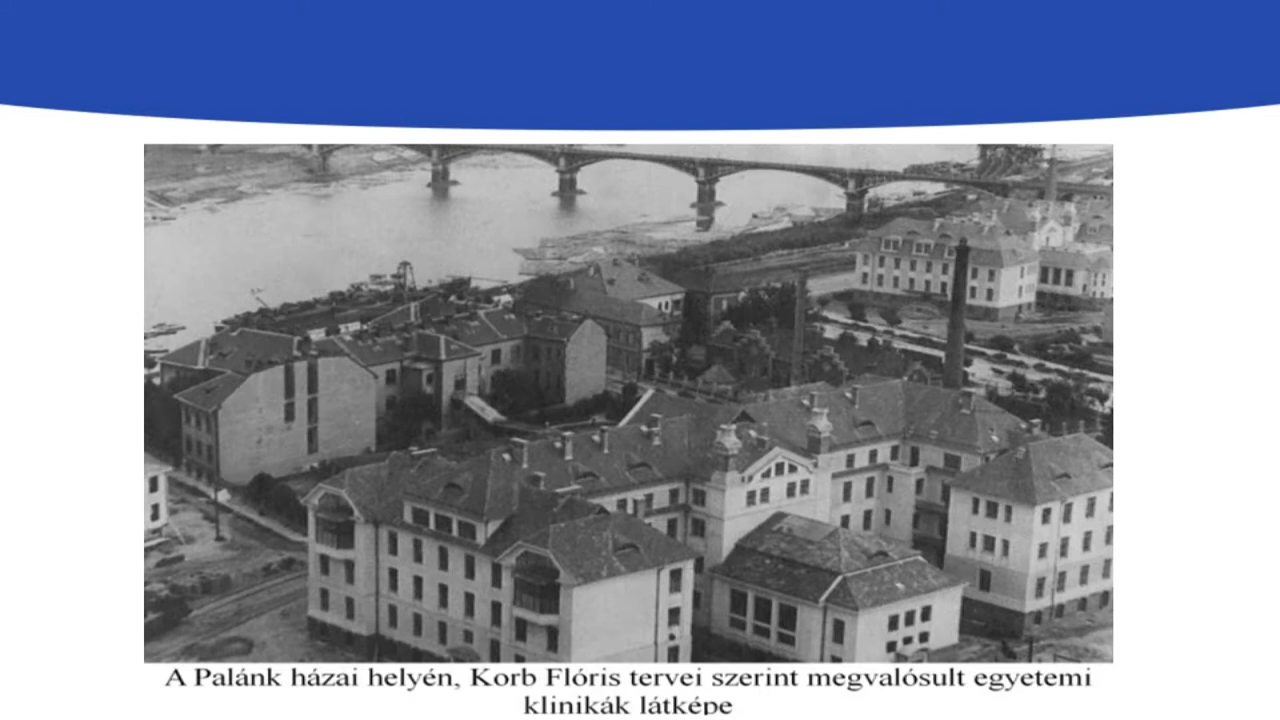 A Palánk házai helyén, Korb Flóris tervei szerint megvalósult egyetemi
klinikák látképe